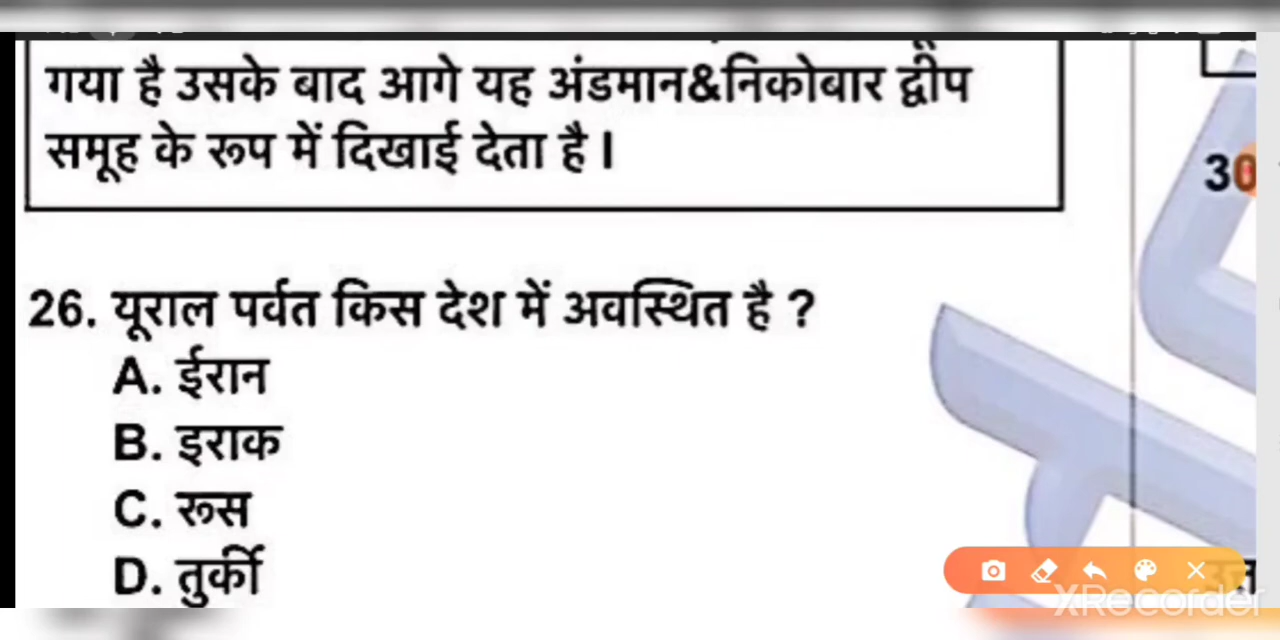 गया है उसके बाद आगे यह अंडमान&निकोबार द्वीप
समूह के रूप में दिखाई देता है ।
26. यूराल पर्वत किस देश में अवस्थित है ?
A. ईरान
B. इराक
C. रूस
D. तुर्की
30
XRecorder